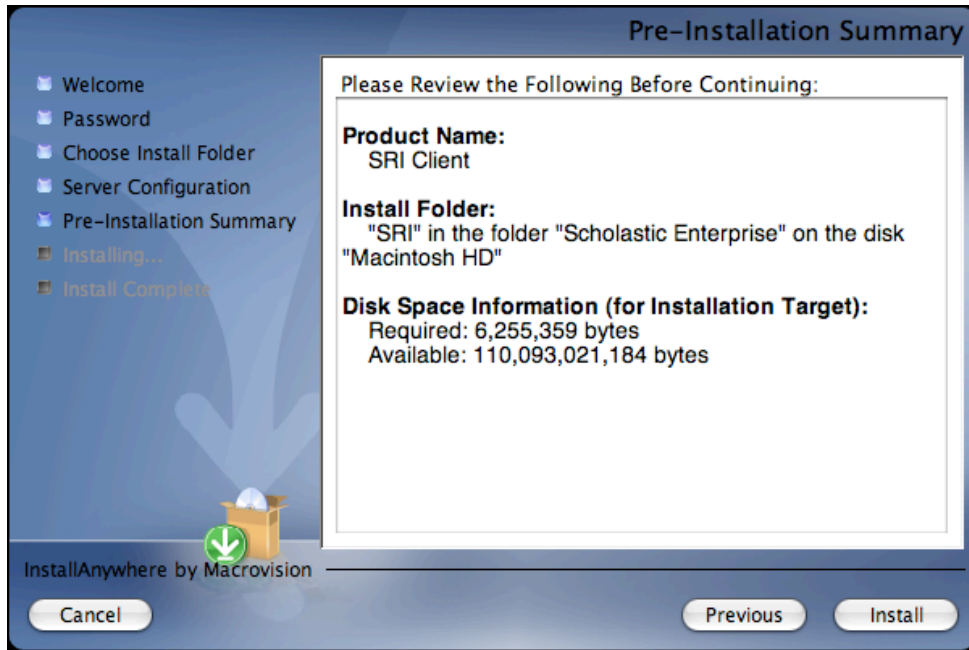 Pre-Installation Summary
Welcome
Password
Choose Install Folder
Server Configuration
Pre-Installation Summary
Installing...
Install Complete
Please Review the Following Before Continuing:
Product Name:
SRI Client
Install Folder:
"SRI" in the folder "Scholastic Enterprise" on the disk
"Macintosh HD"
Disk Space Information (for Installation Target):
Required: 6,255,359 bytes
Available: 110,093,021,184 bytes
InstallAnywhere by Macrovision
Cancel
Previous
Install